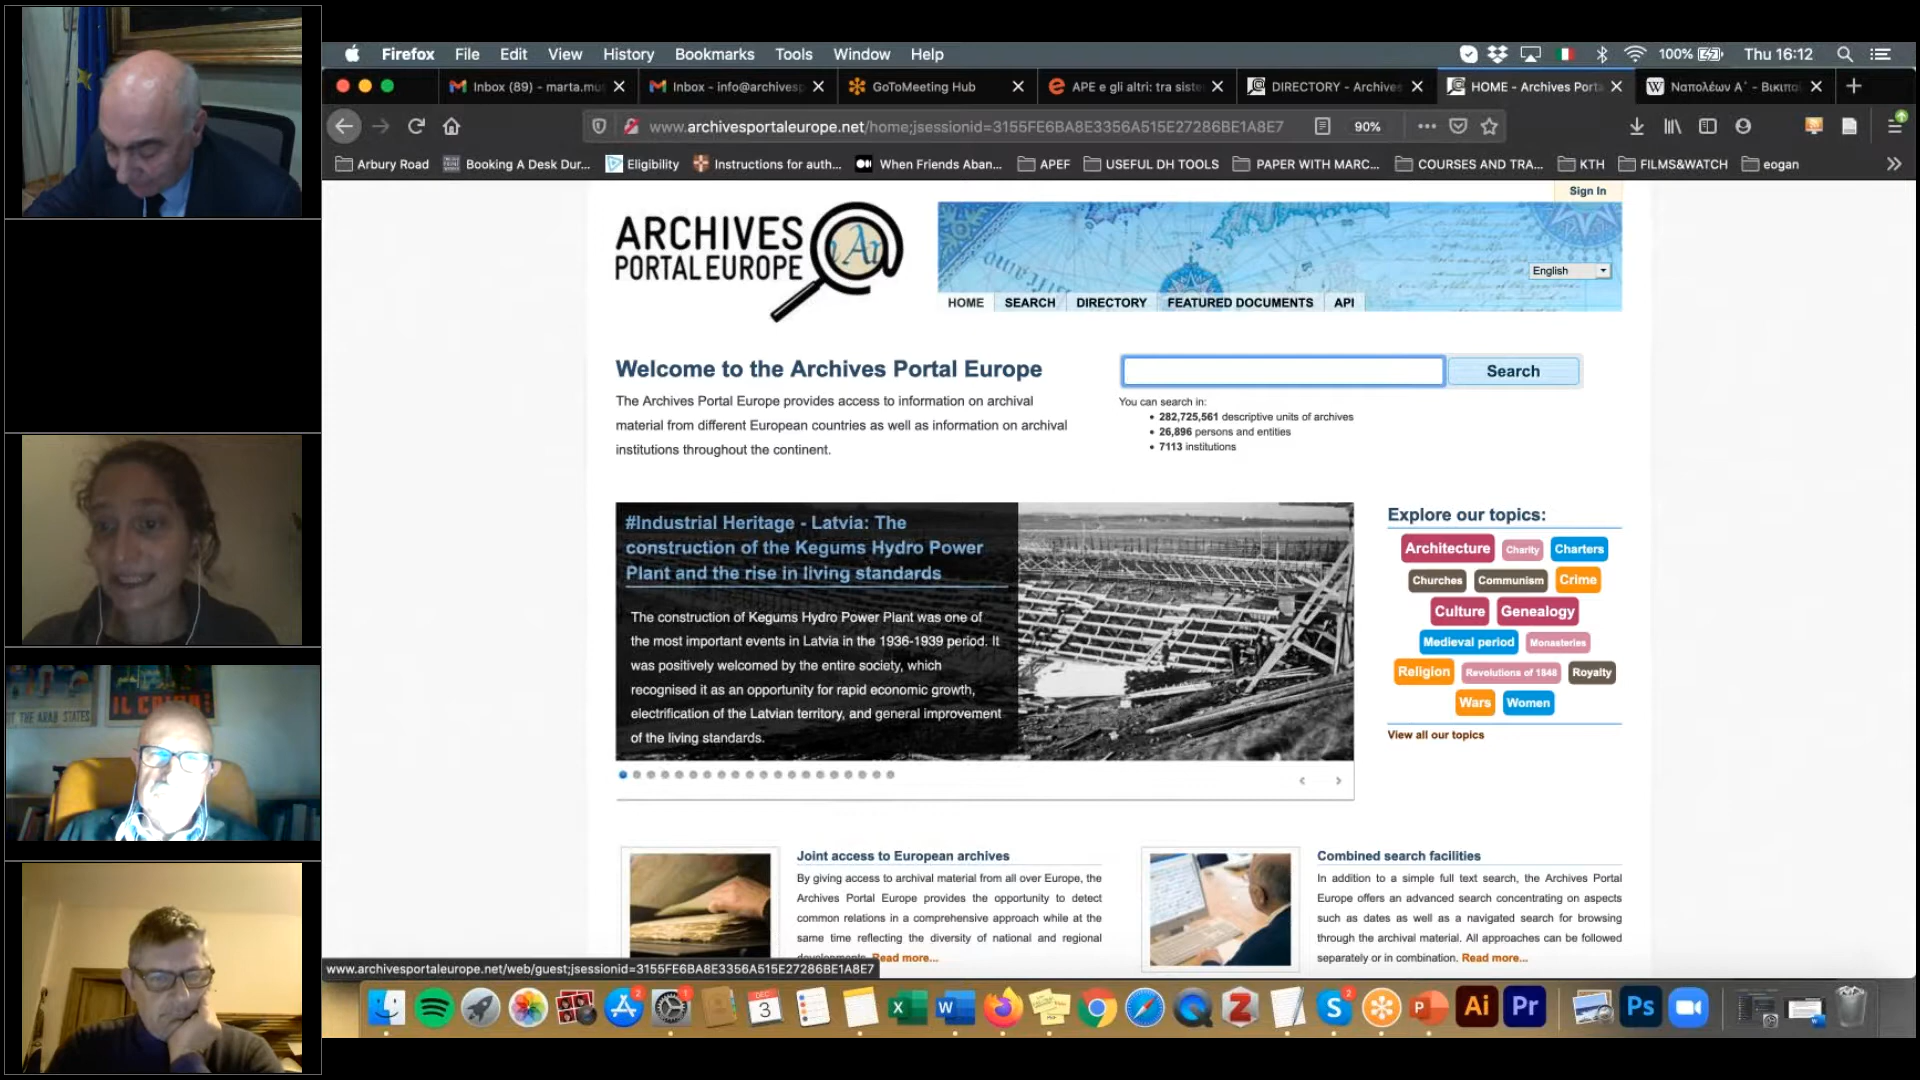 Firefox File Edit View History Bookmarks Tools Window Help
100% Thu 16:12
Inbox (89) - marta.mu
Inbox - info@archivesp
GoToMeeting Hub
APE e gli altri: tra siste
DIRECTORY - Archives
HOME - Archives Porta
Ναπολέων Α΄ - Βικιπα
www.archivesportaleurope.net/home;jsessionid=3155FE6BA8E3356A515E27286BE1A8E7
90%
Arbury Road
Booking A Desk Dur...
Eligibility
Instructions for auth...
When Friends Aban...
APEF
USEFUL DH TOOLS
PAPER WITH MARC...
COURSES AND TRA...
KTH
FILMS&WATCH
eogan
Sign In
ARCHIVES
PORTAL EUROPE
English
HOME SEARCH DIRECTORY FEATURED DOCUMENTS API
Welcome to the Archives Portal Europe
The Archives Portal Europe provides access to information on archival
material from different European countries as well as information on archival
institutions throughout the continent.
Search
You can search in:
• 282,725,561 descriptive units of archives
• 26,896 persons and entities
• 7113 institutions
#Industrial Heritage - Latvia: The
construction of the Kegums Hydro Power
Plant and the rise in living standards
The construction of Kegums Hydro Power Plant was one of
the most important events in Latvia in the 1936-1939 period. It
was positively welcomed by the entire society, which
recognised it as an opportunity for rapid economic growth,
electrification of the Latvian territory, and general improvement
of the living standards.
Explore our topics:
Architecture Charity Charters
Churches Communism Crime
Culture Genealogy
Medieval period Monasteries
Religion Revolutions of 1848 Royalty
Wars Women
View all our topics
Joint access to European archives
By giving access to archival material from all over Europe, the
Archives Portal Europe provides the opportunity to detect
common relations in a comprehensive approach while at the
same time reflecting the diversity of national and regional
developments. Read more...
Combined search facilities
In addition to a simple full text search, the Archives Portal
Europe offers an advanced search concentrating on aspects
such as dates as well as a navigated search for browsing
through the archival material. All approaches can be followed
separately or in combination. Read more...
www.archivesportaleurope.net/web/guest;jsessionid=3155FE6BA8E3356A515E27286BE1A8E7
THE ARAB STATES
DEC
3
Ai
Pr
Ps